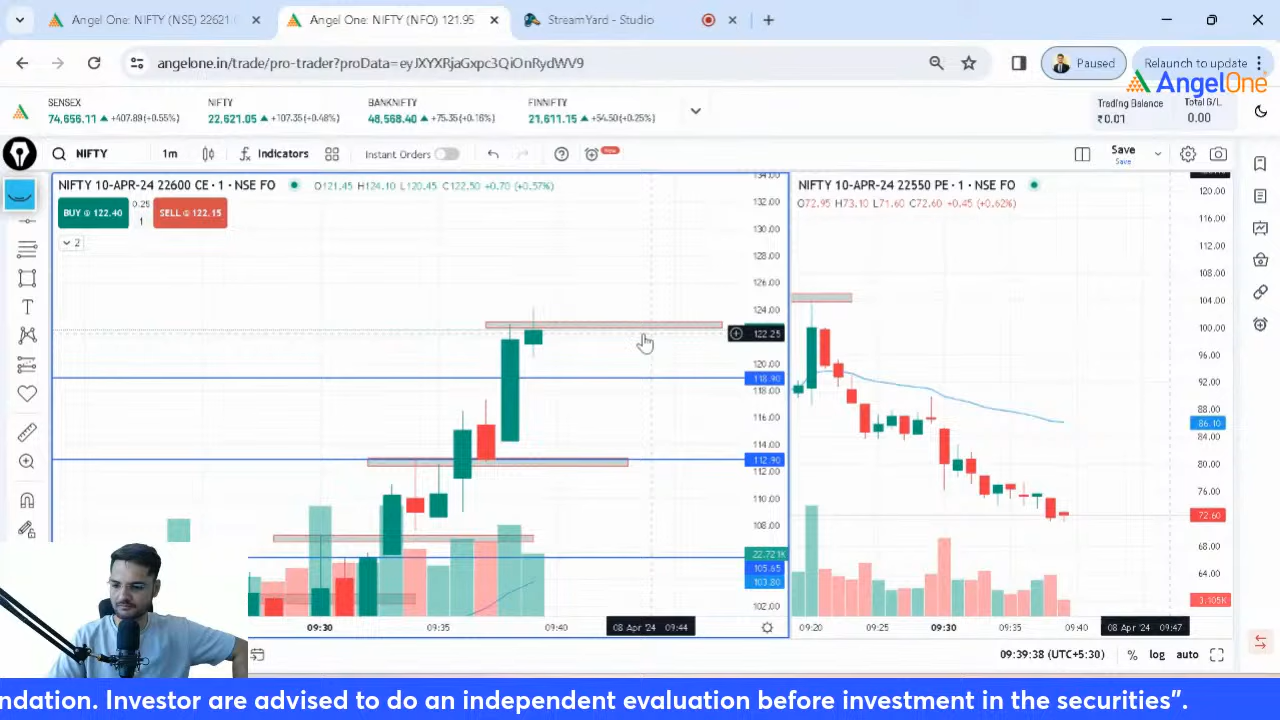 Angel One: NIFTY (NSE) 22621
Angel One: NIFTY (NFO) 121.95
StreamYard - Studio
angelone.in/trade/pro-trader?proData=eyJXYXRjaGxpc3QiOnRydWV9
Paused
Relaunch to update
AngelOne
SENSEX
74,656.11 +407.89(+0.55%)
NIFTY
22,621.05 +107.35(+0.48%)
BANKNIFTY
48,568.40 +75.35(+0.16%)
FINNIFTY
21,611.15 +54.50(+0.25%)
Trading Balance
₹0.01
Total G/L
0.00
NIFTY
1m
Indicators
Instant Orders
New
Save
Save
NIFTY 10-APR-24 22600 CE · 1 · NSE FO
O121.45 H124.10 L120.45 C122.50 +0.70 (+0.57%)
BUY @ 122.40
0.25
1
SELL @ 122.15
2
134.00
132.00
130.00
128.00
126.00
124.00
122.25
120.00
118.90
118.00
116.00
114.00
112.90
112.00
110.00
108.00
22.721K
105.65
103.80
102.00
09:30
09:35
09:40
08 Apr '24 09:44
NIFTY 10-APR-24 22550 PE · 1 · NSE FO
O72.95 H73.10 L71.60 C72.60 +0.45 (+0.62%)
120.00
116.00
112.00
108.00
104.00
100.00
96.00
92.00
88.00
86.10
84.00
80.00
76.00
72.60
68.00
64.00
3.105K
09:20
09:25
09:30
09:35
09:40
08 Apr '24 09:47
09:39:38 (UTC+5:30)
%
log
auto
ndation. Investor are advised to do an independent evaluation before investment in the securities”.